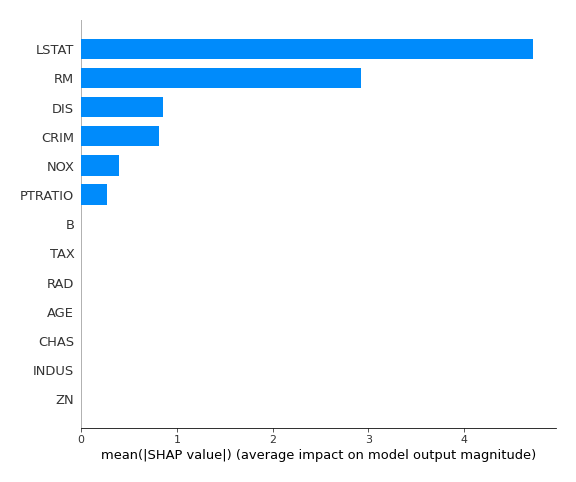 LSTAT
RM
DIS
CRIM
NOX
PTRATIO
B
TAX
RAD
AGE
CHAS
INDUS
ZN
0 1 2 3 4
mean(|SHAP value|) (average impact on model output magnitude)